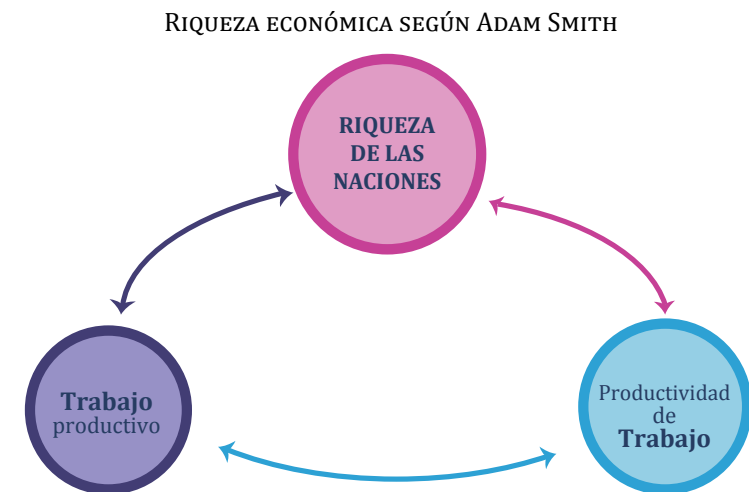 Riqueza económica según Adam Smith
RIQUEZA
DE LAS
NACIONES
Trabajo
productivo
Productividad
de
Trabajo